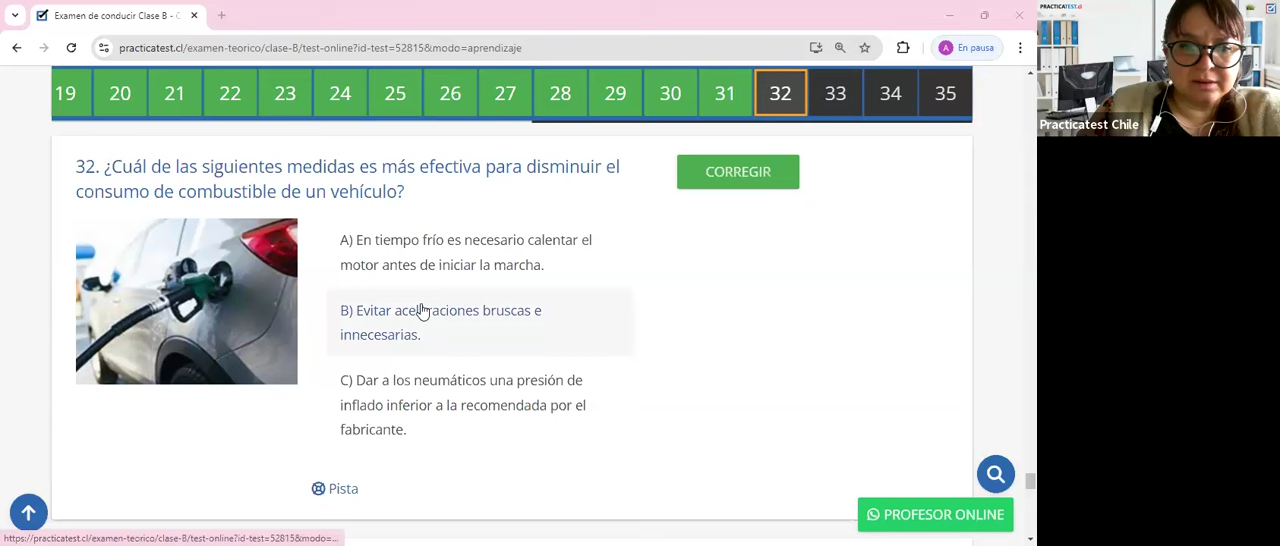 Examen de conducir Clase B - C
practicatest.cl/examen-teorico/clase-B/test-online?id-test=52815&modo=aprendizaje
A En pausa
PRACTICATEST.cl
19 20 21 22 23 24 25 26 27 28 29 30 31 32 33 34 35
Practicatest Chile
32. ¿Cuál de las siguientes medidas es más efectiva para disminuir el
consumo de combustible de un vehículo?
CORREGIR
A) En tiempo frío es necesario calentar el
motor antes de iniciar la marcha.
B) Evitar aceleraciones bruscas e
innecesarias.
C) Dar a los neumáticos una presión de
inflado inferior a la recomendada por el
fabricante.
Pista
PROFESOR ONLINE
https://practicatest.cl/examen-teorico/clase-B/test-online?id-test=52815&modo=...